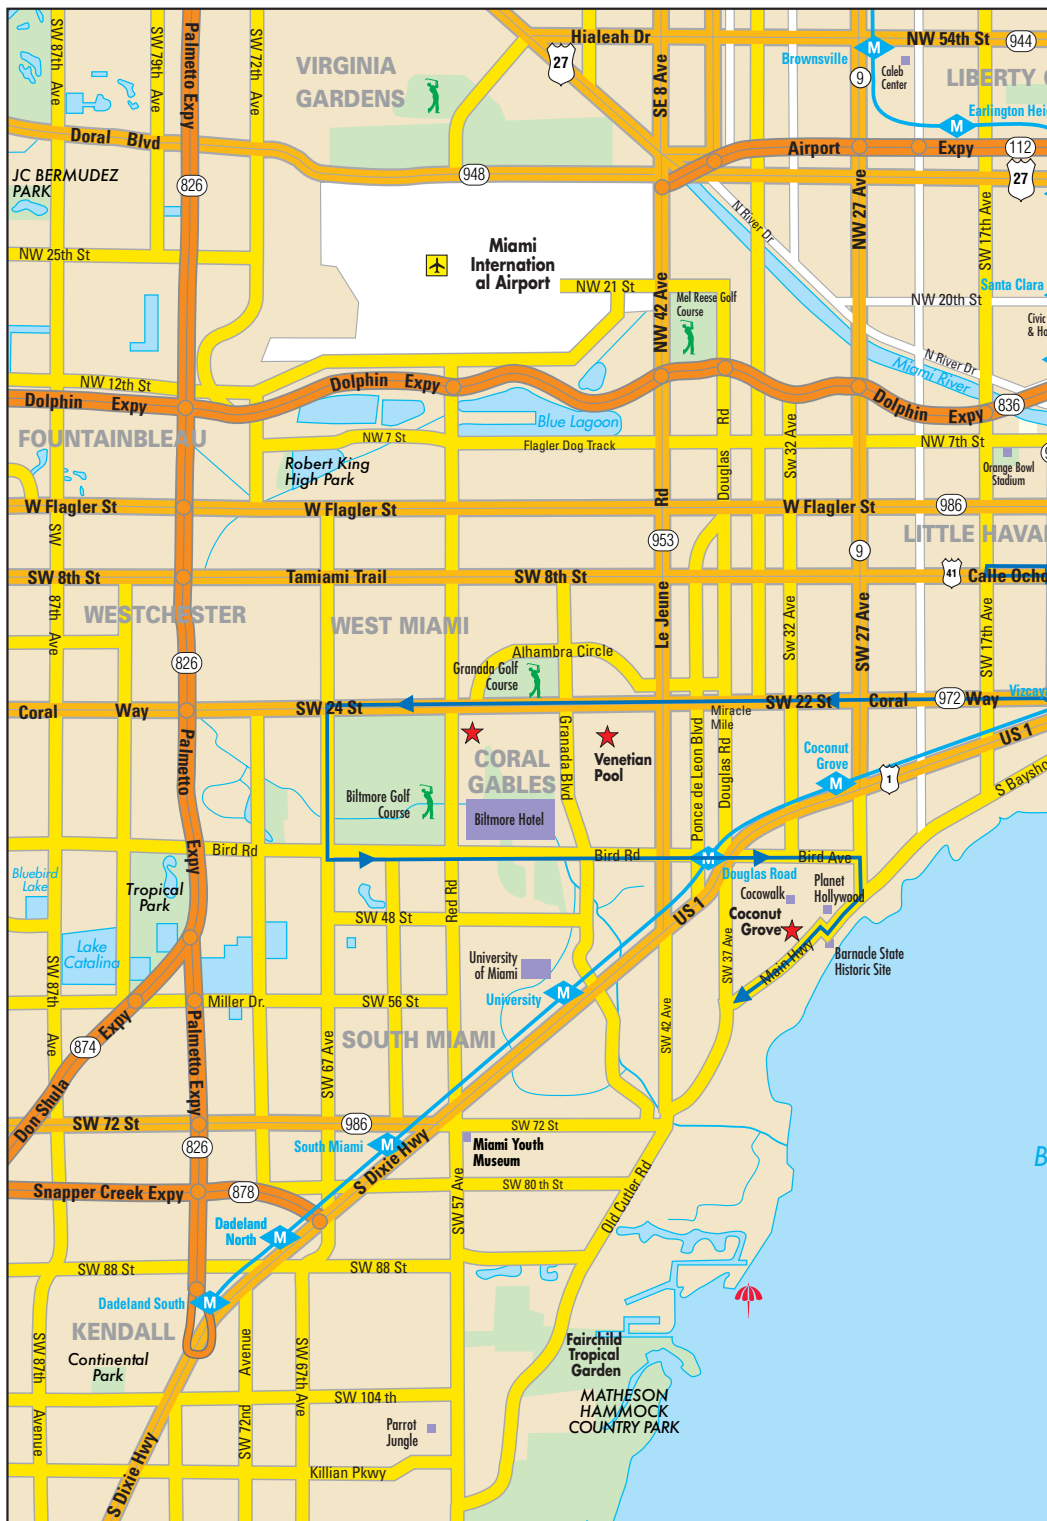 SW 87th Ave
SW 79th Ave
Palmetto Expy
SW 72th Ave
VIRGINIA
GARDENS
27
Hialeah Dr
SE 8 Ave
NW 54th St
944
Brownsville
M
Caleb
Center
9
LIBERTY
Earlington Hei
M
Doral Blvd
Airport Expy
112
948
27
JC BERMUDEZ
PARK
826
NW 27 Ave
SW 17th Ave
N River Dr
NW 25th St
Miami
Internation
al Airport
NW 21 St
NW 42 Ave
Mel Reese Golf
Course
Santa Clara
NW 20th St
Civic
& Ho
N River Dr
Miami River
NW 12th St
Dolphin Expy
Dolphin Expy
Dolphin Expy
836
Blue Lagoon
FOUNTAINBLEAU
NW 7 St
Flagler Dog Track
Douglas Rd
Sw 32 Ave
NW 7th St
Robert King
High Park
Orange Bowl
Stadium
W Flagler St
W Flagler St
Rd
W Flagler St
986
LITTLE HAVA
SW 87th Ave
953
9
SW 8th St
Tamiami Trail
SW 8th St
41
Calle Ocho
WESTCHESTER
WEST MIAMI
Le Jeune
Sw 32 Ave
SW 27 Ave
SW 17th Ave
Alhambra Circle
826
Granada Golf
Course
Coral Way
SW 24 St
SW 22 St
Coral Way
972
Vizcay
Miracle
Mile
US 1
Palmetto Expy
CORAL
GABLES
Granada Blvd
Venetian
Pool
Ponce de Leon Blvd
Douglas Rd
Coconut
Grove
M
1
S Baysho
Biltmore Golf
Course
Biltmore Hotel
Bird Rd
Bird Rd
M
Bird Ave
Douglas Road
Bluebird
Lake
Tropical
Park
Red Rd
US 1
Cocowalk
Planet
Hollywood
Coconut
Grove
SW 48 St
Lake
Catalina
University
of Miami
SW 37 Ave
Main Hwy
Barnacle State
Historic Site
SW 87th Ave
Miller Dr.
SW 56 St
University
M
SW 42 Ave
874
Don Shula Expy
Palmetto Expy
SW 67 Ave
SOUTH MIAMI
SW 72 St
986
SW 72 St
826
South Miami
M
S Dixie Hwy
Miami Youth
Museum
Snapper Creek Expy
878
SW 57 Ave
SW 80 th St
Old Cutler Rd
Dadeland
North
M
SW 88 St
SW 88 St
B
Dadeland South
M
KENDALL
Continental
Park
SW 87th Avenue
SW 72nd Avenue
SW 67th Ave
Fairchild
Tropical
Garden
SW 104 th
MATHESON
HAMMOCK
COUNTRY PARK
Parrot
Jungle
S Dixie Hwy
Killian Pkwy